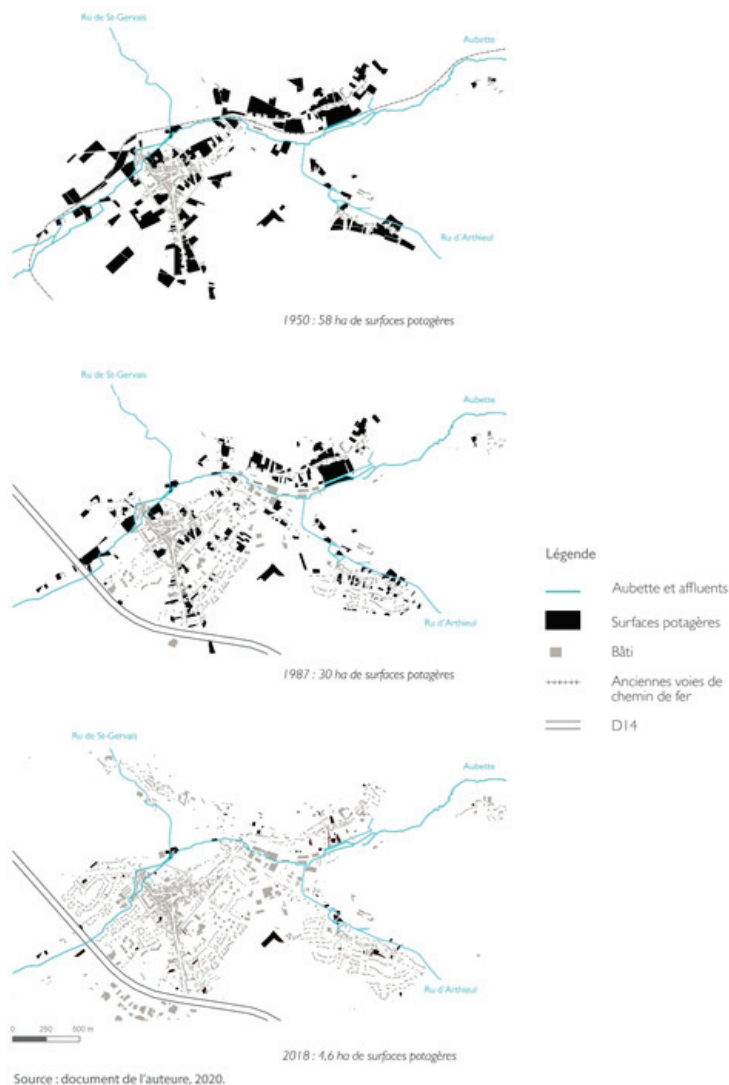 Ru de St-Gervais
Aubette
Ru d'Arthieul
1950 : 58 ha de surfaces potagères
Ru de St-Gervais
Aubette
Ru d'Arthieul
1987 : 30 ha de surfaces potagères
Légende
Aubette et affluents
Surfaces potagères
Bâti
Anciennes voies de
chemin de fer
D14
Ru de St-Gervais
Aubette
Ru d'Arthieul
0 250 500 m
2018 : 4,6 ha de surfaces potagères
Source : document de l'auteure, 2020.